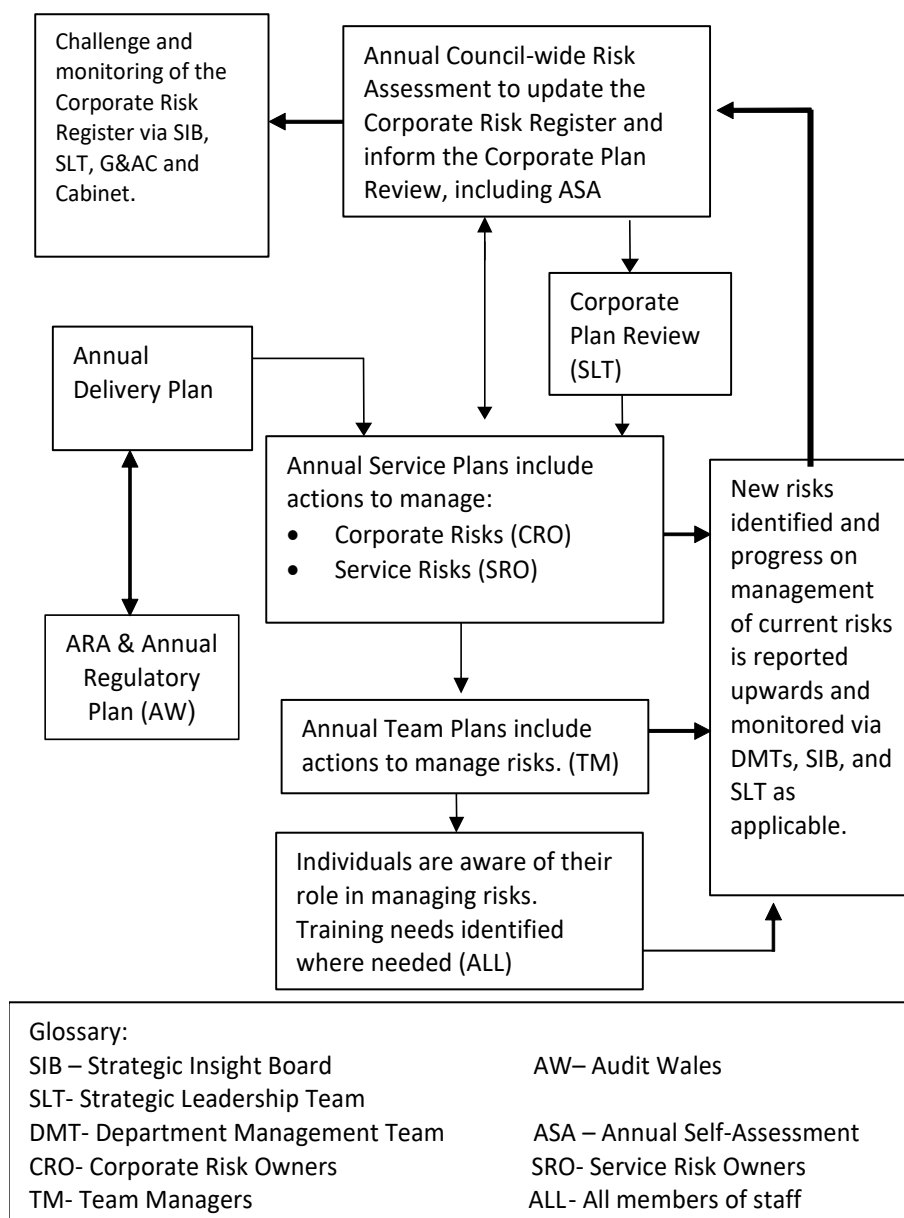 Challenge and
monitoring of the
Corporate Risk
Register via SIB,
SLT, G&AC and
Cabinet.
Annual Council-wide Risk
Assessment to update the
Corporate Risk Register and
inform the Corporate Plan
Review, including ASA
Corporate
Plan Review
(SLT)
Annual
Delivery Plan
Annual Service Plans include
actions to manage:
• Corporate Risks (CRO)
• Service Risks (SRO)
New risks
identified and
progress on
management
of current risks
is reported
upwards and
monitored via
DMTs, SIB, and
SLT as
applicable.
ARA & Annual
Regulatory
Plan (AW)
Annual Team Plans include
actions to manage risks. (TM)
Individuals are aware of their
role in managing risks.
Training needs identified
where needed (ALL)
Glossary:
SIB – Strategic Insight Board AW– Audit Wales
SLT- Strategic Leadership Team
DMT- Department Management Team ASA – Annual Self-Assessment
CRO- Corporate Risk Owners SRO- Service Risk Owners
TM- Team Managers ALL- All members of staff